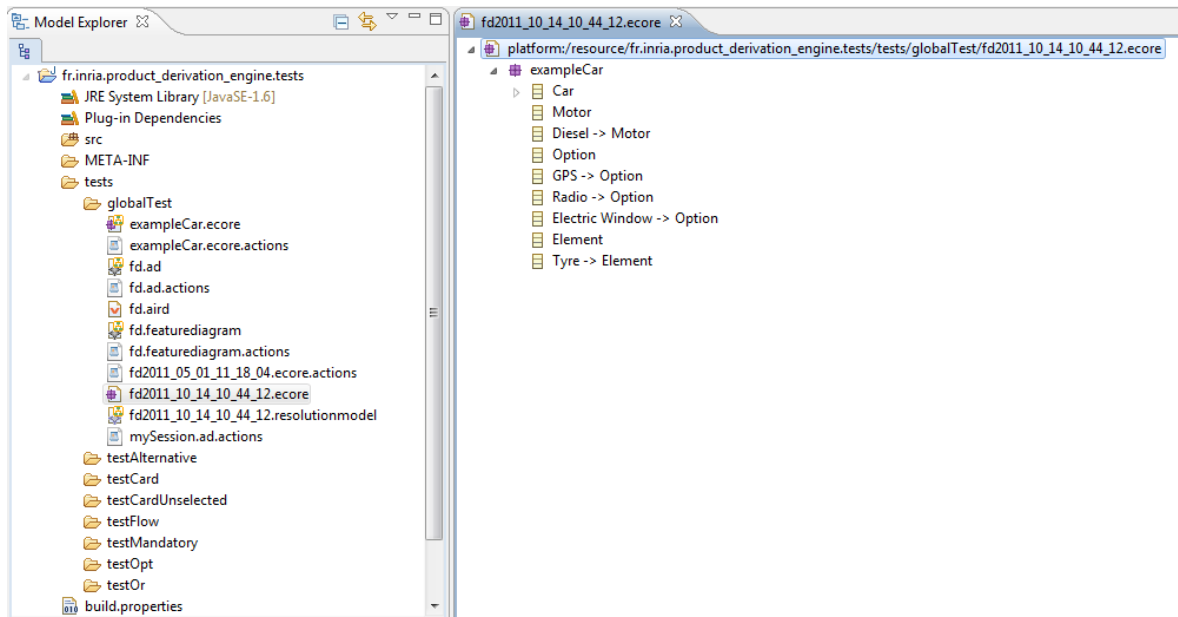 Model Explorer
fr.inria.product_derivation_engine.tests
JRE System Library [JavaSE-1.6]
Plug-in Dependencies
src
META-INF
tests
globalTest
exampleCar.ecore
exampleCar.ecore.actions
fd.ad
fd.ad.actions
fd.aird
fd.featurediagram
fd.featurediagram.actions
fd2011_05_01_11_18_04.ecore.actions
fd2011_10_14_10_44_12.ecore
fd2011_10_14_10_44_12.resolutionmodel
mySession.ad.actions
testAlternative
testCard
testCardUnselected
testFlow
testMandatory
testOpt
testOr
build.properties
fd2011_10_14_10_44_12.ecore
platform:/resource/fr.inria.product_derivation_engine.tests/tests/globalTest/fd2011_10_14_10_44_12.ecore
exampleCar
Car
Motor
Diesel -> Motor
Option
GPS -> Option
Radio -> Option
Electric Window -> Option
Element
Tyre -> Element